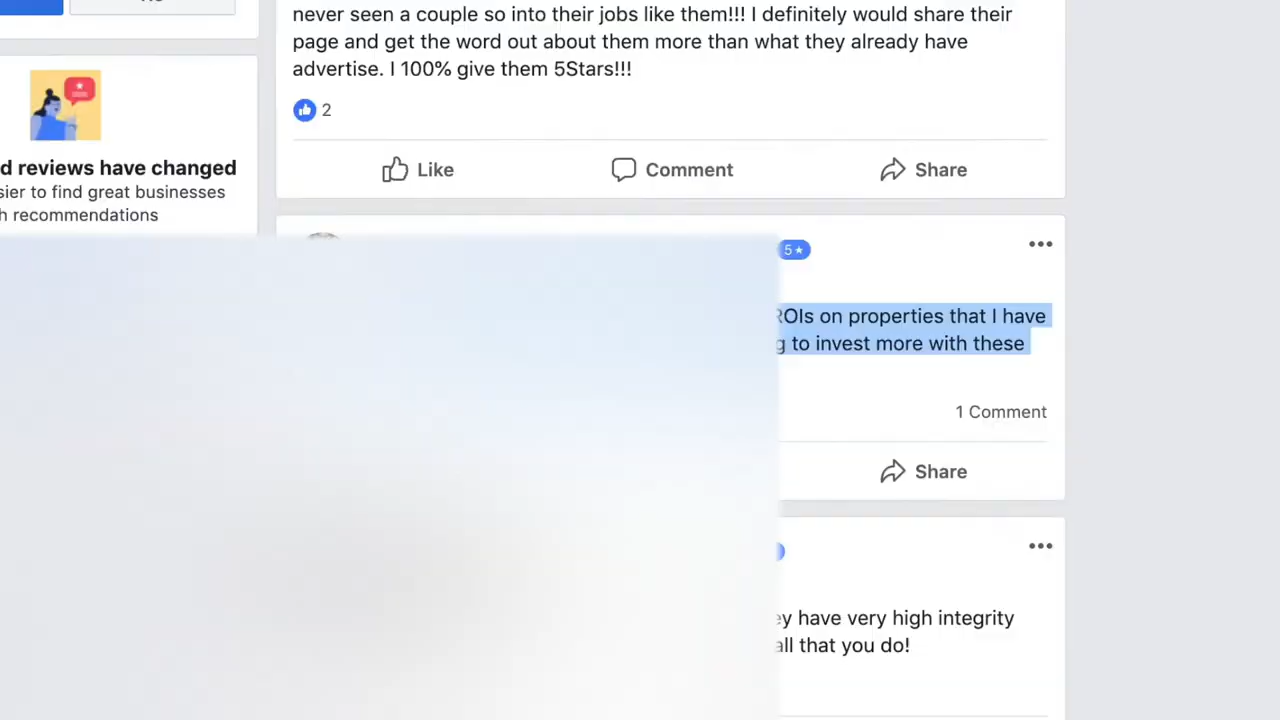 never seen a couple so into their jobs like them!!! I definitely would share their
page and get the word out about them more than what they already have
advertise. I 100% give them 5Stars!!!
2
Like Comment Share
d reviews have changed
sier to find great businesses
h recommendations
5★
ROIs on properties that I have
g to invest more with these
1 Comment
Share
ey have very high integrity
all that you do!